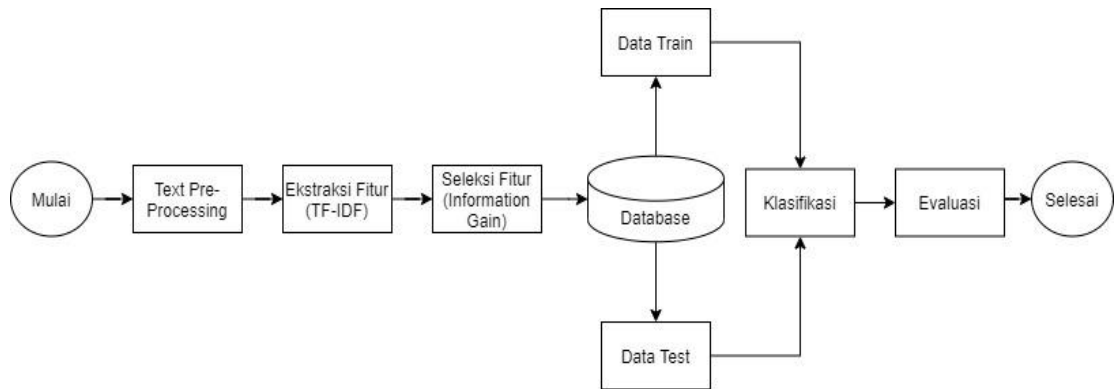 Data Train
Mulai
Text Pre-
Processing
Ekstraksi Fitur
(TF-IDF)
Seleksi Fitur
(Information
Gain)
Database
Klasifikasi
Evaluasi
Selesai
Data Test